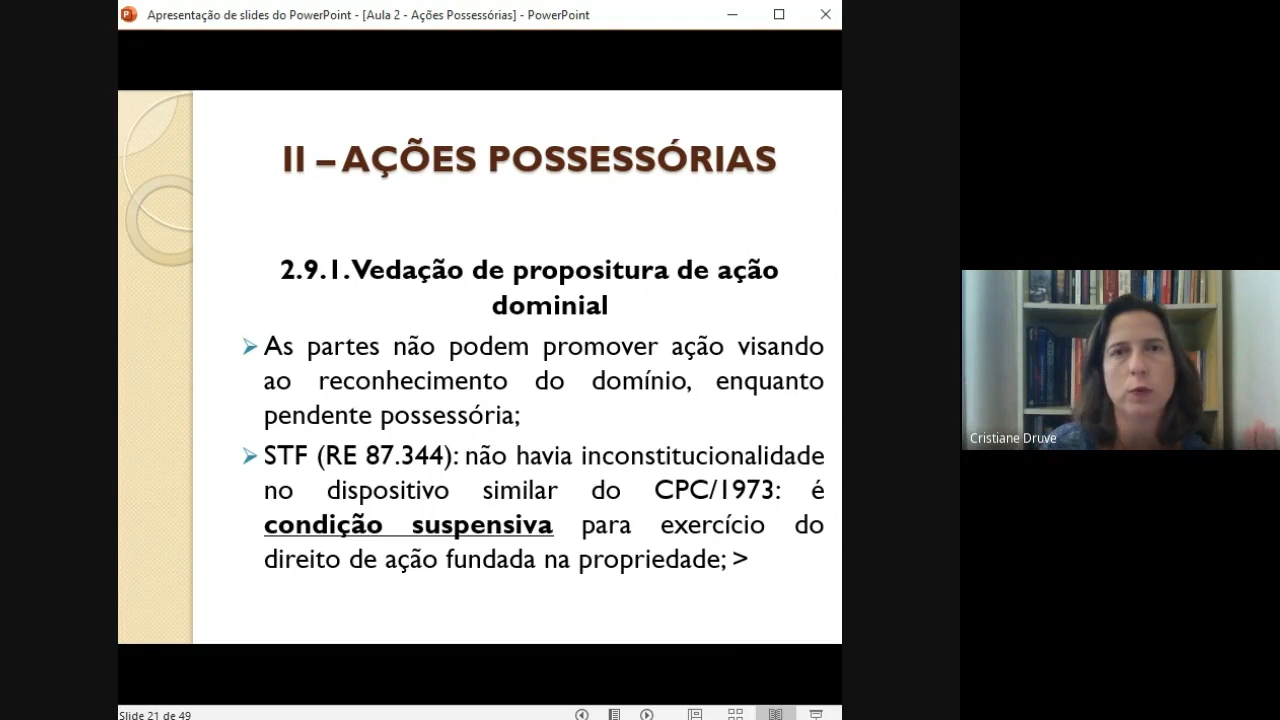 Apresentação de slides do PowerPoint - [Aula 2 - Ações Possessórias] - PowerPoint
II – AÇÕES POSSESSÓRIAS
2.9.1. Vedação de propositura de ação
dominial
As partes não podem promover ação visando
ao reconhecimento do domínio, enquanto
pendente possessória;
STF (RE 87.344): não havia inconstitucionalidade
no dispositivo similar do CPC/1973: é
condição suspensiva para exercício do
direito de ação fundada na propriedade; >
Cristiane Druve
Slide 21 de 49